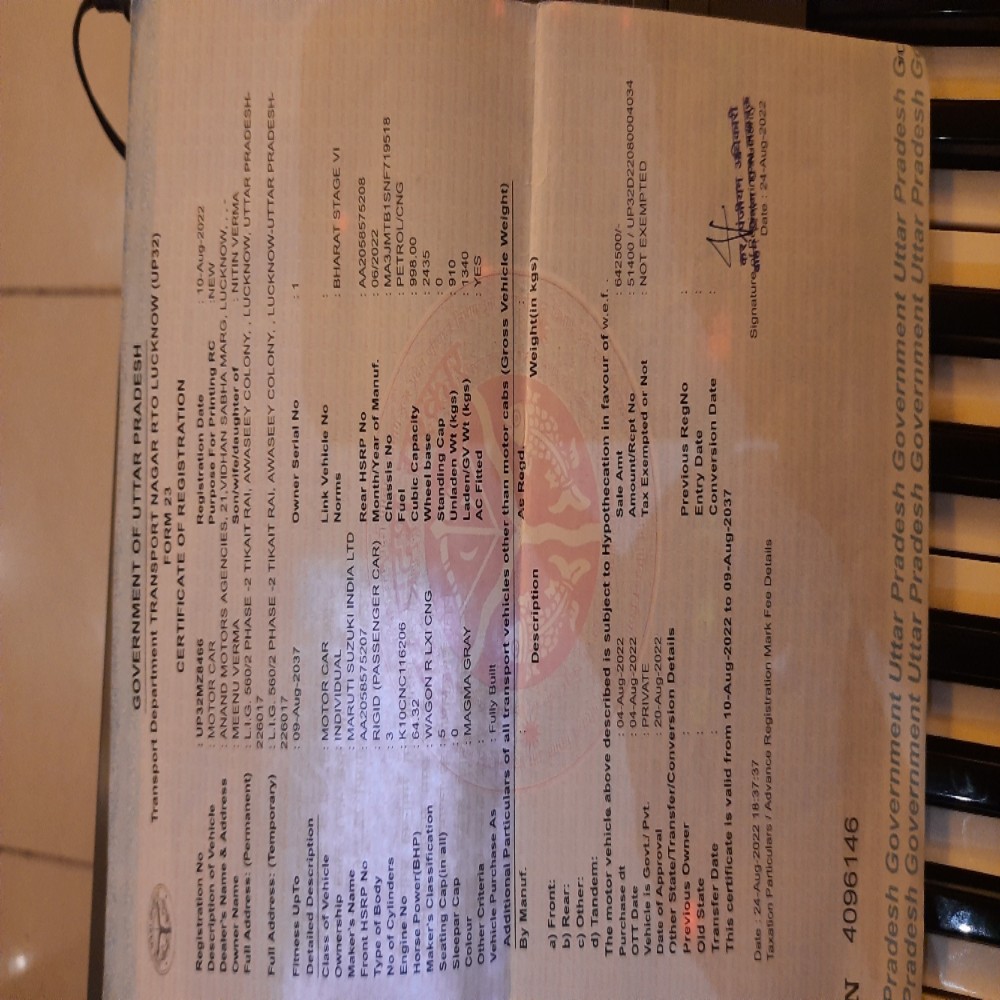 GOVERNMENT OF UTTAR PRADESH
Transport Department TRANSPORT NAGAR RTO LUCKNOW (UP32)
FORM 23
CERTIFICATE OF REGISTRATION
Registration No : UP32MZ8466 Registration Date : 10-Aug-2022
Description of Vehicle : MOTOR CAR Purpose For Printing RC :NEW
Dealer's Name & Address : ANAND MOTORS AGENCIES, 21,VIDHAN SABHA MARG, LUCKNOW, , , -
Owner Name : MEENU VERMA Son/wife/daughter of : NITIN VERMA
Full Address: (Permanent) : L.I.G. 560/2 PHASE -2 TIKAIT RAI, AWASEEY COLONY, , LUCKNOW, UTTAR PRADESH-
226017
Full Address: (Temporary) : L.I.G. 560/2 PHASE -2 TIKAIT RAI, AWASEEY COLONY, , LUCKNOW-UTTAR PRADESH-
226017
Fitness UpTo : 09-Aug-2037 Owner Serial No : 1
Detailed Description
Class of Vehicle : MOTOR CAR Link Vehicle No :
Ownership : INDIVIDUAL Norms : BHARAT STAGE VI
Maker's Name : MARUTI SUZUKI INDIA LTD
Front HSRP No : AA2058575207 Rear HSRP No : AA2058575208
Type of Body : RIGID (PASSENGER CAR) Month/Year of Manuf. : 06/2022
No of Cylinders : 3 Chassis No : MA3JMTB1SNF719518
Engine No : K10CNC116206 Fuel : PETROL/CNG
Horse Power(BHP) : 64.32 Cubic Capacity : 998.00
Maker's Classification : WAGON R LXI CNG Wheel base : 2435
Seating Cap(in all) : 5 Standing Cap : 0
Sleepar Cap : 0 Unladen Wt (kgs) : 910
Colour : MAGMA GRAY Laden/GV Wt (kgs) : 1340
Other Criteria : AC Fitted : YES
Vehicle Purchase As : Fully Built
Additional Particulars of all transport vehicles other than motor cabs (Gross Vehicle Weight)
By Manuf. : As Regd. :
Description Weight(in kgs)
a) Front:
b) Rear:
c) Other:
d) Tandem:
The motor vehicle above described is subject to Hypothecation in favour of w.e.f. .
Purchase dt : 04-Aug-2022 Sale Amt : 642500/-
OTT Date : 04-Aug-2022 Amount/Rcpt No : 51400 / UP32D22080004034
Vehicle is Govt./ Pvt. : PRIVATE Tax Exempted or Not : NOT EXEMPTED
Date of Approval : 20-Aug-2022
Other State/Transfer/Conversion Details
Previous Owner : Previous RegNo :
Old State : Entry Date :
Transfer Date : Conversion Date :
This certificate is valid from 10-Aug-2022 to 09-Aug-2037
Signature of
Date : 24-Aug-2022 18:37:37 Date : 24-Aug-2022
Taxation Particulars / Advance Registration Mark Fee Details
N 4096146
Pradesh Government Uttar Pradesh Government Uttar Pradesh Government Uttar Pradesh
Pradesh Government Uttar Pradesh Government Uttar Pradesh Government Uttar Pradesh